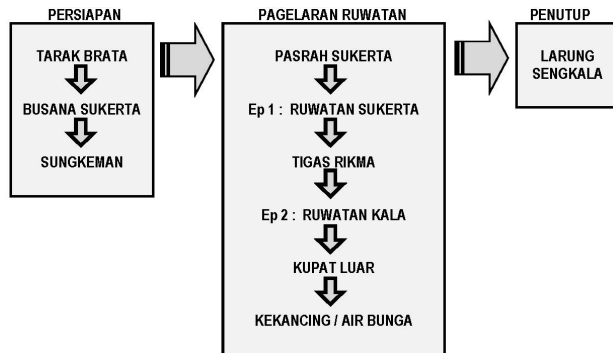 PERSIAPAN
TARAK BRATA
BUSANA SUKERTA
SUNGKEMAN
PAGELARAN RUWATAN
PASRAH SUKERTA
Ep 1 : RUWATAN SUKERTA
TIGAS RIKMA
Ep 2 : RUWATAN KALA
KUPAT LUAR
KEKANCING / AIR BUNGA
PENUTUP
LARUNG
SENGKALA